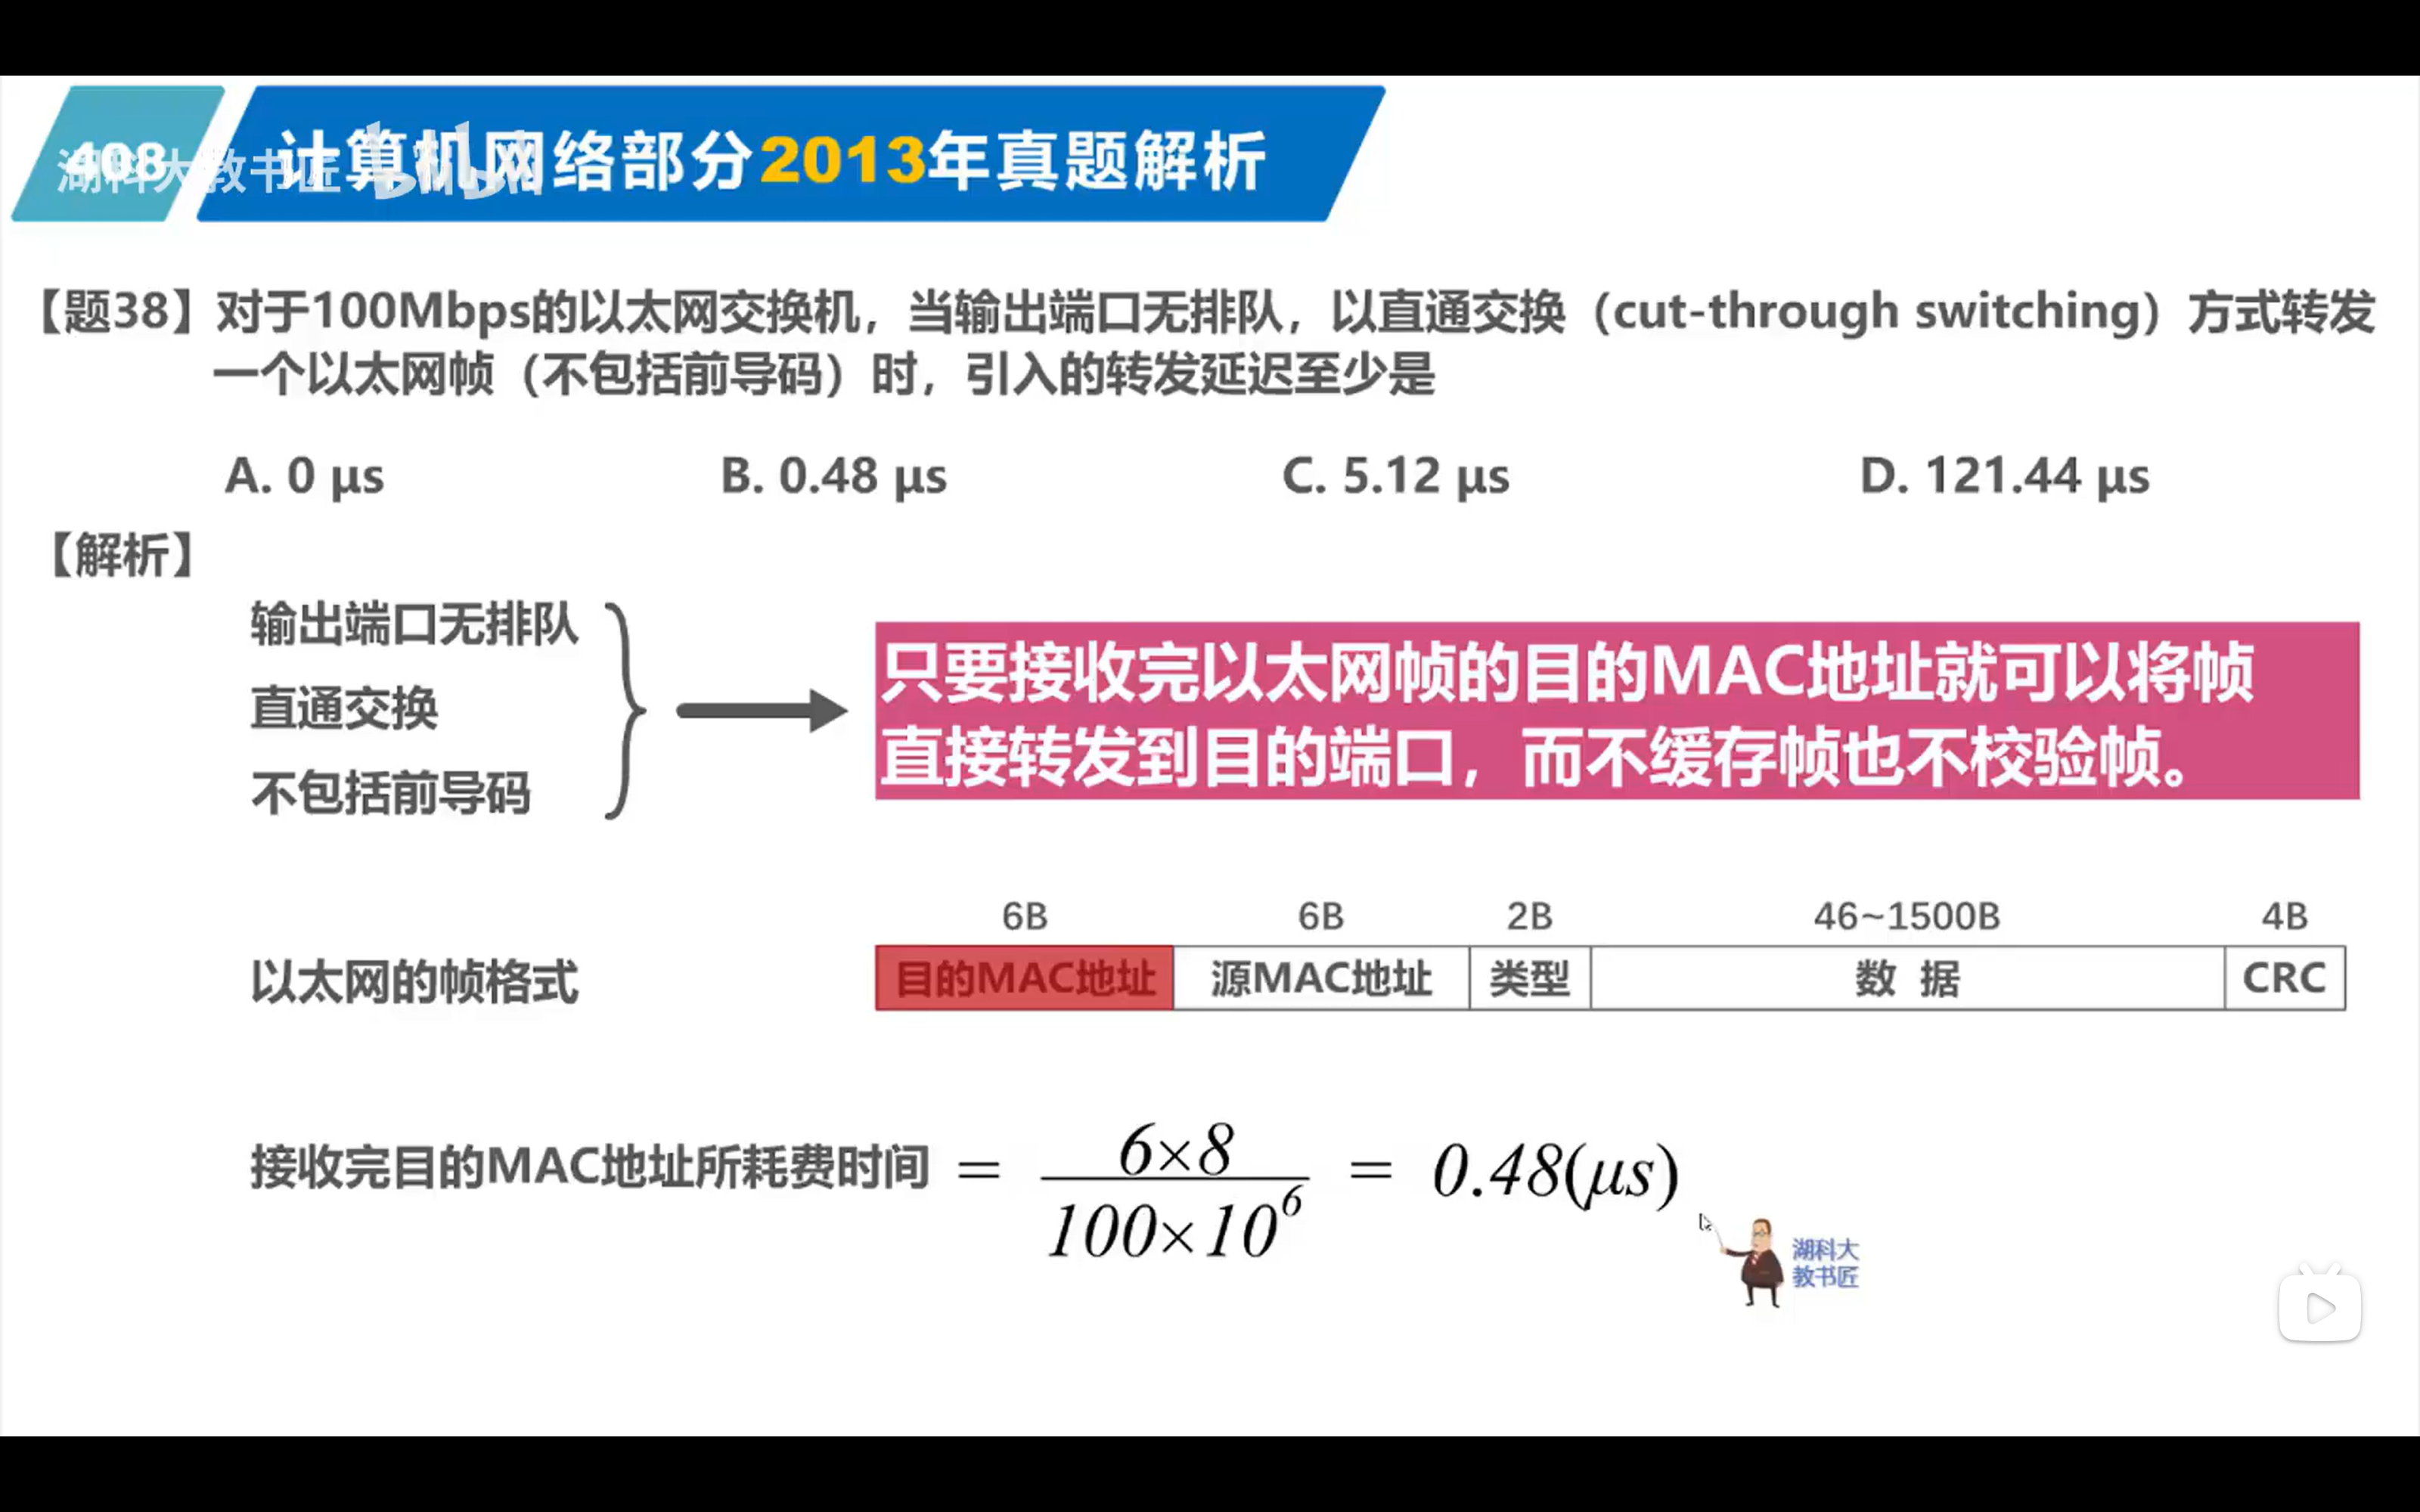 408 计算机网络部分2013年真题解析
湖科大教书匠 bilibili
【题38】对于100Mbps的以太网交换机，当输出端口无排队，以直通交换（cut-through switching）方式转发
一个以太网帧（不包括前导码）时，引入的转发延迟至少是
A. 0 μs B. 0.48 μs C. 5.12 μs D. 121.44 μs
【解析】
输出端口无排队
直通交换
不包括前导码
只要接收完以太网帧的目的MAC地址就可以将帧
直接转发到目的端口，而不缓存帧也不校验帧。
6B 6B 2B 46~1500B 4B
以太网的帧格式 目的MAC地址 源MAC地址 类型 数 据 CRC
接收完目的MAC地址所耗费时间 = 6×8 / 100×10⁶ = 0.48(μs)
湖科大
教书匠